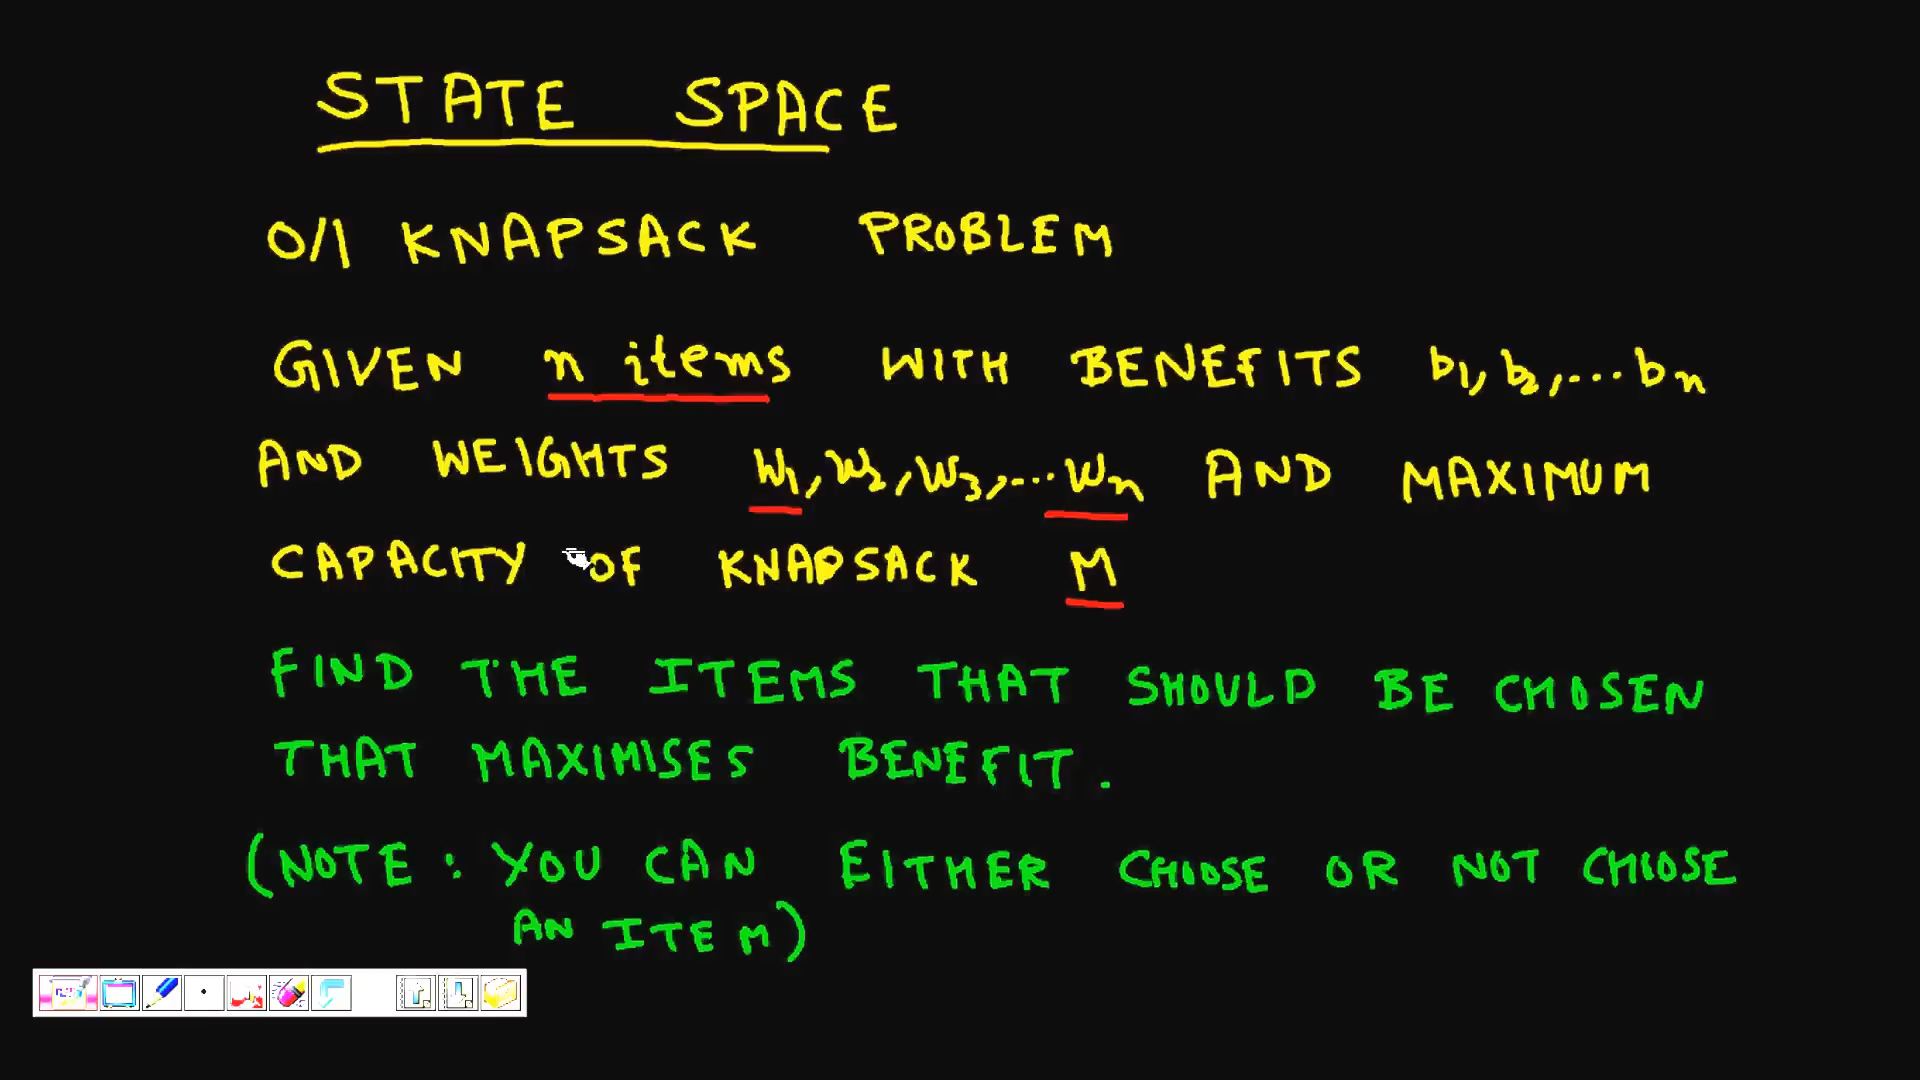 STATE SPACE
0/1 KNAPSACK PROBLEM
GIVEN n items WITH BENEFITS b1, b2, ... bn
AND WEIGHTS W1, W2, W3, ... Wn AND MAXIMUM
CAPACITY OF KNAPSACK M
FIND THE ITEMS THAT SHOULD BE CHOSEN
THAT MAXIMISES BENEFIT.
(NOTE: YOU CAN EITHER CHOOSE OR NOT CHOOSE
AN ITEM)